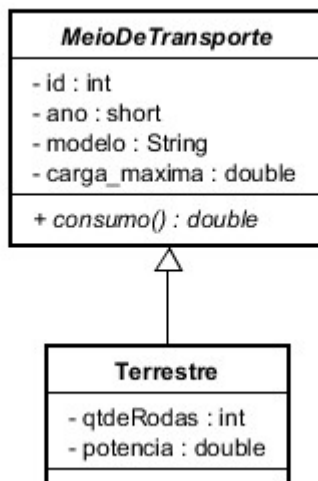 MeioDeTransporte
- id : int
- ano : short
- modelo : String
- carga_maxima : double
+ consumo() : double
Terrestre
- qtdeRodas : int
- potencia : double